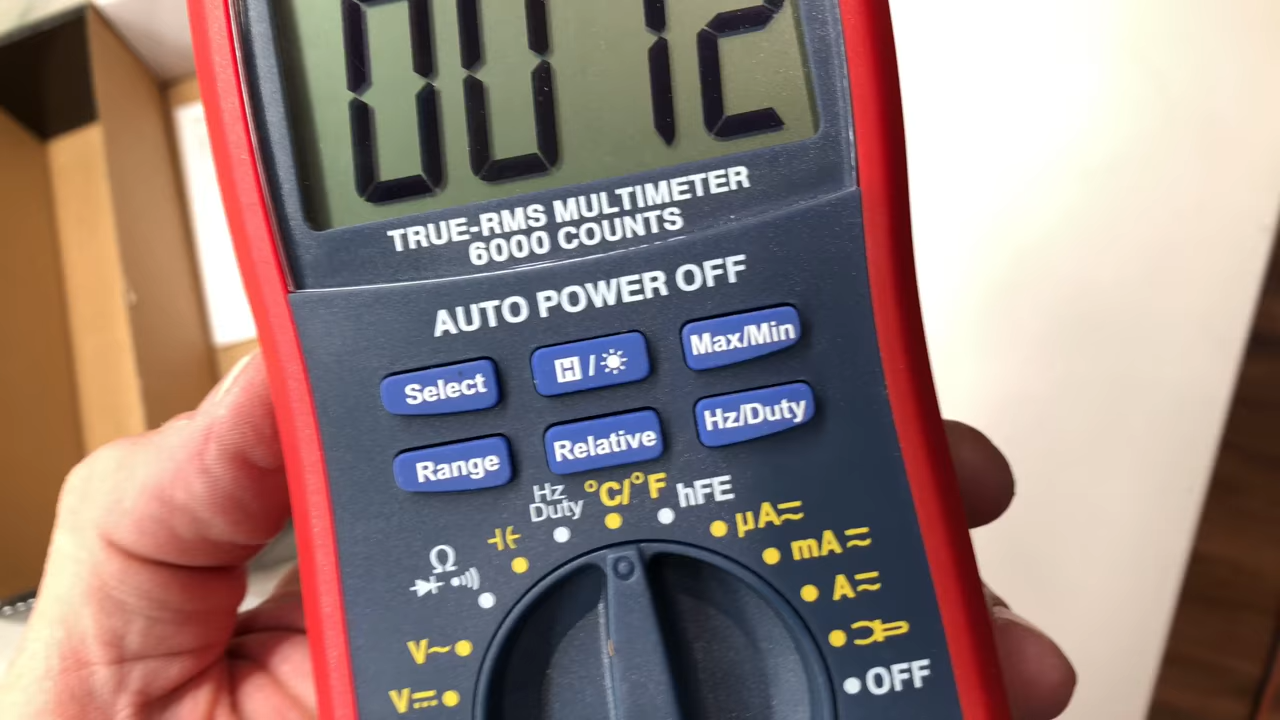 0072
TRUE-RMS MULTIMETER
6000 COUNTS
AUTO POWER OFF
Select
H/☀
Max/Min
Range
Relative
Hz/Duty
Hz
Duty
°C/°F
hFE
µA⎓
mA⎓
Ω
A⎓
V~
V⎓
OFF